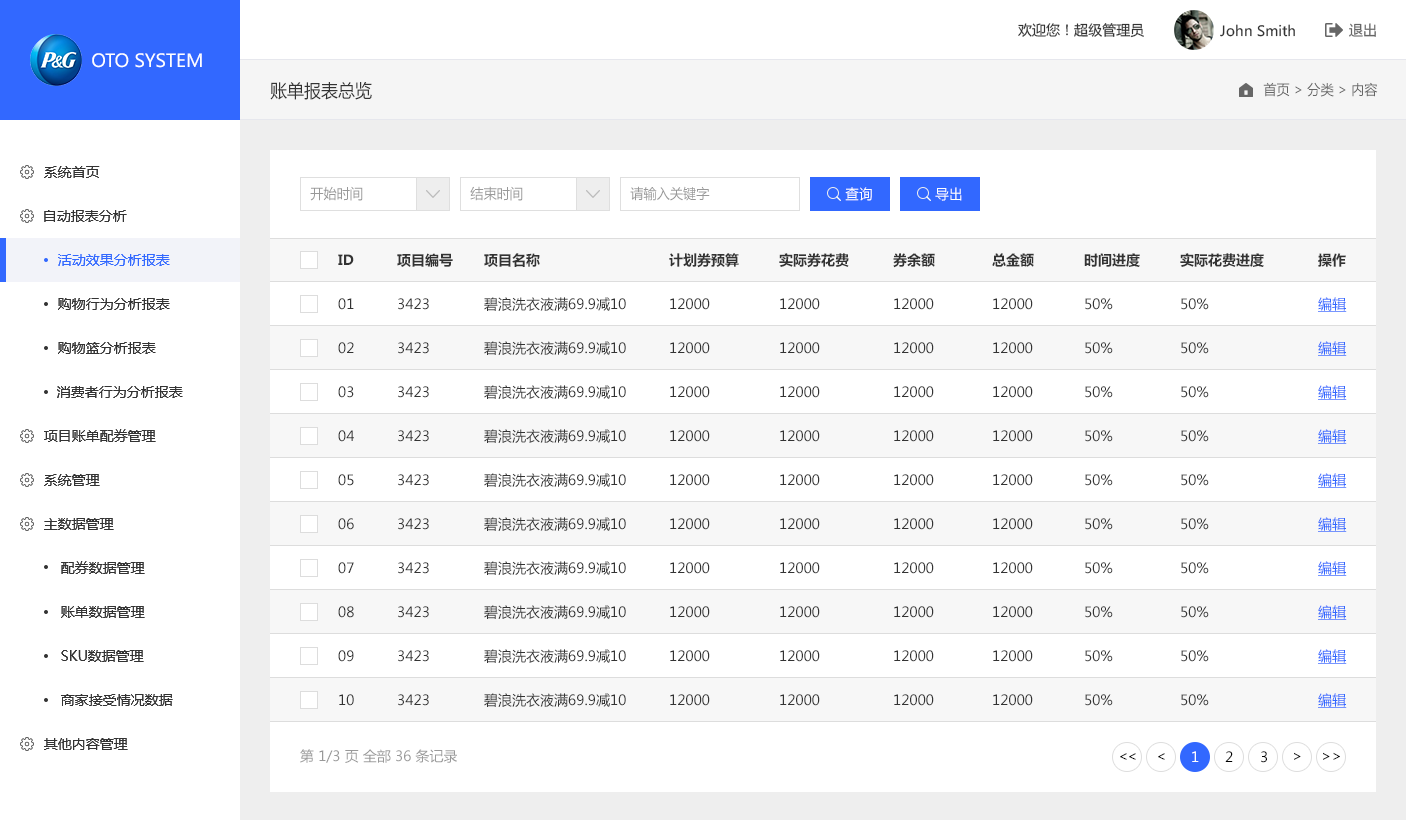 P&G OTO SYSTEM
欢迎您！超级管理员 John Smith 退出
账单报表总览
首页 > 分类 > 内容
系统首页
自动报表分析
• 活动效果分析报表
• 购物行为分析报表
• 购物篮分析报表
• 消费者行为分析报表
项目账单配券管理
系统管理
主数据管理
• 配券数据管理
• 账单数据管理
• SKU数据管理
• 商家接受情况数据
其他内容管理
开始时间 结束时间 请输入关键字 查询 导出
ID 项目编号 项目名称 计划券预算 实际券花费 券余额 总金额 时间进度 实际花费进度 操作
01 3423 碧浪洗衣液满69.9减10 12000 12000 12000 12000 50% 50% 编辑
02 3423 碧浪洗衣液满69.9减10 12000 12000 12000 12000 50% 50% 编辑
03 3423 碧浪洗衣液满69.9减10 12000 12000 12000 12000 50% 50% 编辑
04 3423 碧浪洗衣液满69.9减10 12000 12000 12000 12000 50% 50% 编辑
05 3423 碧浪洗衣液满69.9减10 12000 12000 12000 12000 50% 50% 编辑
06 3423 碧浪洗衣液满69.9减10 12000 12000 12000 12000 50% 50% 编辑
07 3423 碧浪洗衣液满69.9减10 12000 12000 12000 12000 50% 50% 编辑
08 3423 碧浪洗衣液满69.9减10 12000 12000 12000 12000 50% 50% 编辑
09 3423 碧浪洗衣液满69.9减10 12000 12000 12000 12000 50% 50% 编辑
10 3423 碧浪洗衣液满69.9减10 12000 12000 12000 12000 50% 50% 编辑
第 1/3 页 全部 36 条记录 << < 1 2 3 > >>